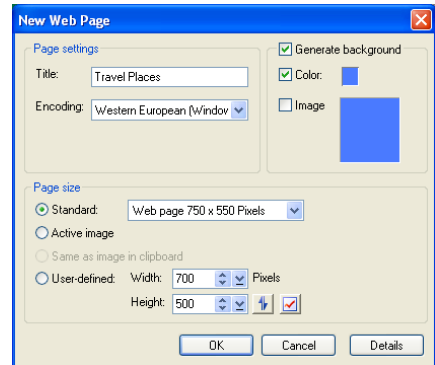 New Web Page
Page settings
Title: Travel Places
Encoding: Western European (Window
Generate background
Color:
Image
Page size
Standard: Web page 750 x 550 Pixels
Active image
Same as image in clipboard
User-defined: Width: 700 Pixels
Height: 500
OK Cancel Details